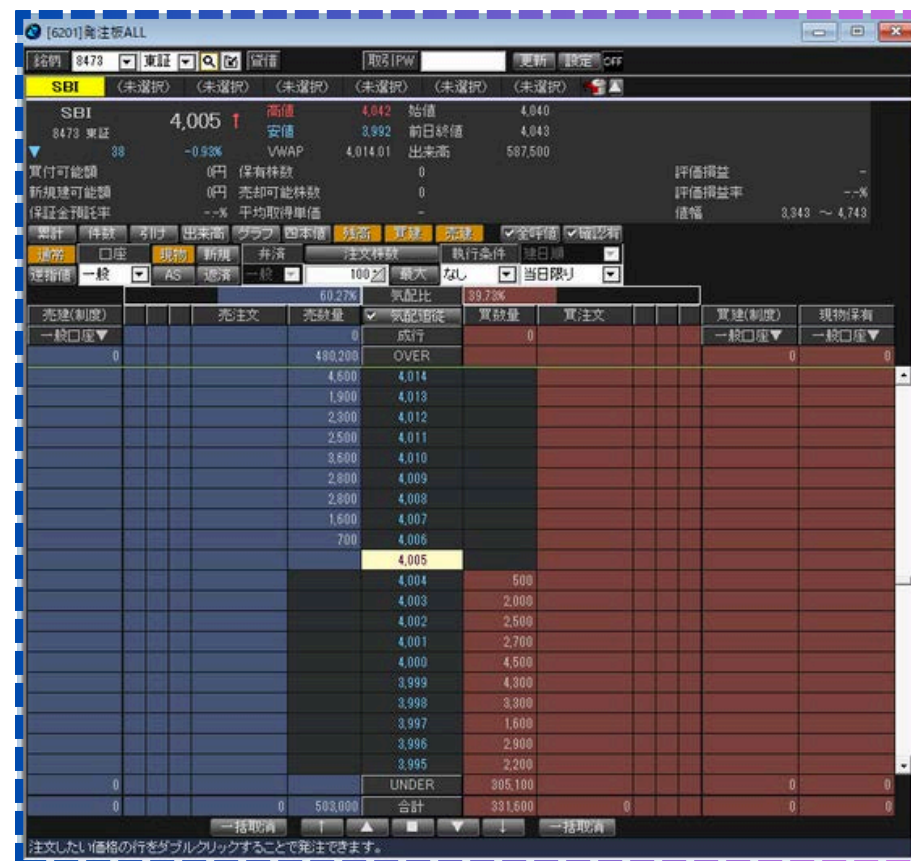 [6201]発注板ALL
銘柄 8473 東証 貸借 取引PW 更新 設定 OFF
SBI (未選択) (未選択) (未選択) (未選択) (未選択) (未選択)
SBI 4,005 ↑ 高値 4,042 始値 4,040
8473 東証 安値 3,992 前日終値 4,043
▼ 38 -0.93% VWAP 4,014.01 出来高 587,500
買付可能額 0円 保有株数 0 評価損益 -
新規建可能額 0円 売却可能株数 0 評価損益率 --%
保証金預託率 --% 平均取得単価 - 値幅 3,343 ~ 4,743
累計 件数 引け 出来高 グラフ 四本値 残高 買建 売建 全呼値 確認有
通常 口座 現物 新規 弁済 注文株数 執行条件 建日順
逆指値 一般 AS 返済 一般 100 最大 なし 当日限り
60.27% 気配比 39.73%
売建(制度) 売注文 売数量 気配追従 買数量 買注文 買建(制度) 現物保有
一般口座▼ 0 成行 0 一般口座▼ 一般口座▼
0 480,200 OVER 0 0
4,600 4,014
1,900 4,013
2,300 4,012
2,500 4,011
3,600 4,010
2,800 4,009
2,800 4,008
1,600 4,007
700 4,006
4,005
4,004 500
4,003 2,000
4,002 2,500
4,001 2,700
4,000 4,500
3,999 4,300
3,998 3,300
3,997 1,600
3,996 2,900
3,995 2,200
0 UNDER 305,100 0 0
0 0 503,000 合計 331,600 0 0 0
一括取消 ↑ ▲ ■ ▼ ↓ 一括取消
注文したい価格の行をダブルクリックすることで発注できます。